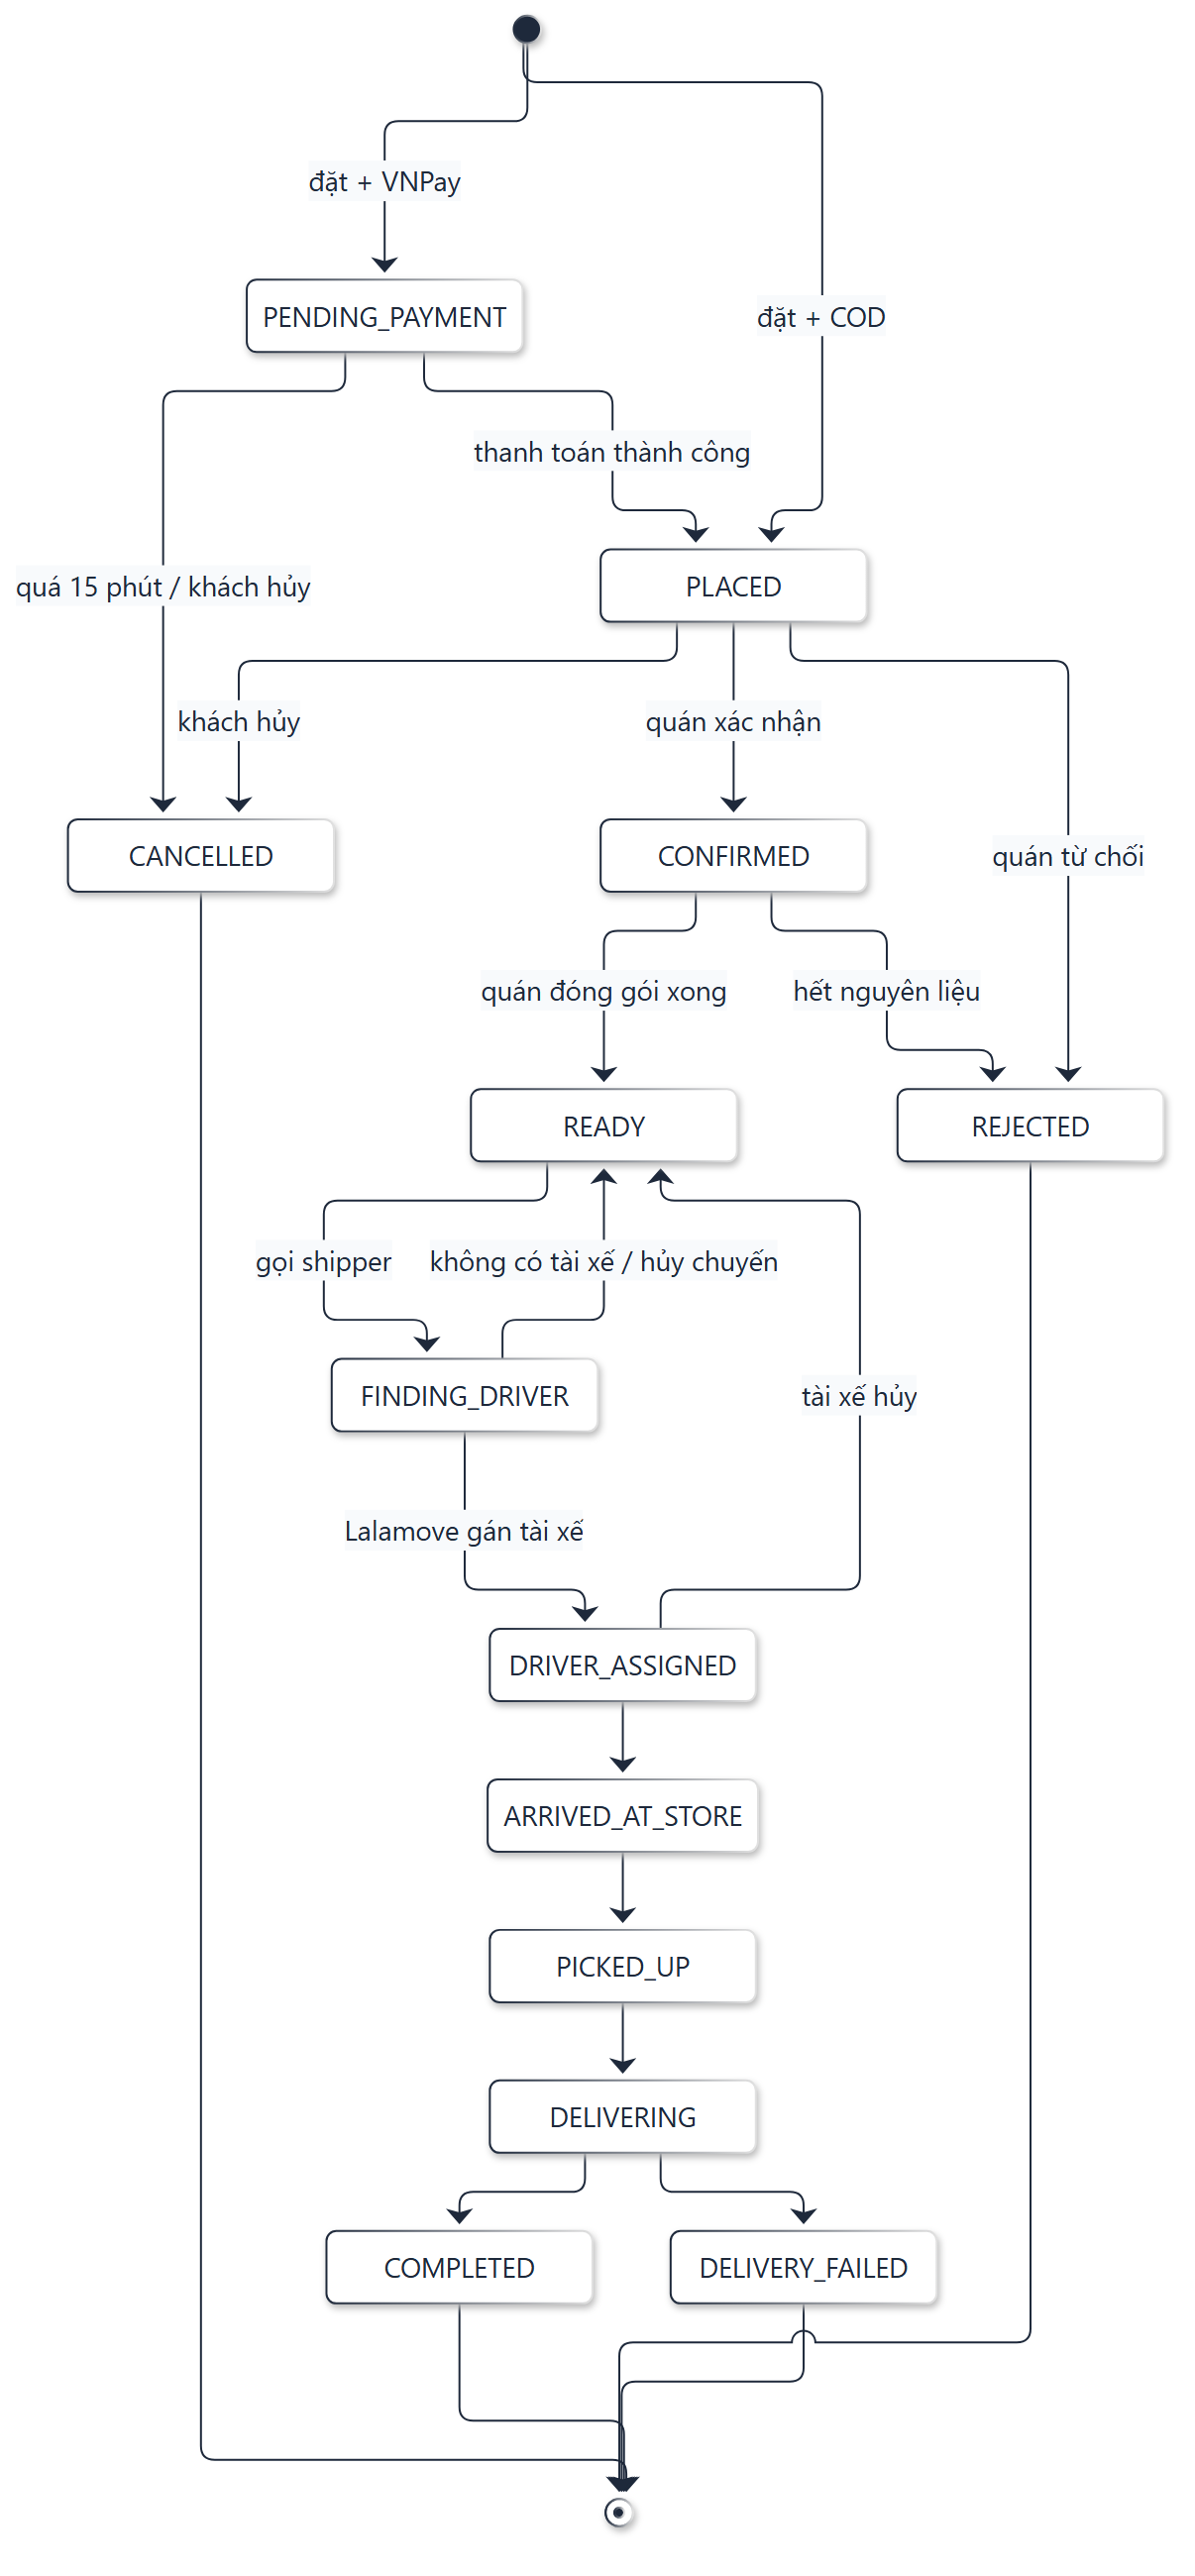 đặt + VNPay
PENDING_PAYMENT
đặt + COD
thanh toán thành công
quá 15 phút / khách hủy
PLACED
khách hủy
quán xác nhận
CANCELLED
CONFIRMED
quán từ chối
quán đóng gói xong
hết nguyên liệu
READY
REJECTED
gọi shipper
không có tài xế / hủy chuyến
FINDING_DRIVER
tài xế hủy
Lalamove gán tài xế
DRIVER_ASSIGNED
ARRIVED_AT_STORE
PICKED_UP
DELIVERING
COMPLETED
DELIVERY_FAILED